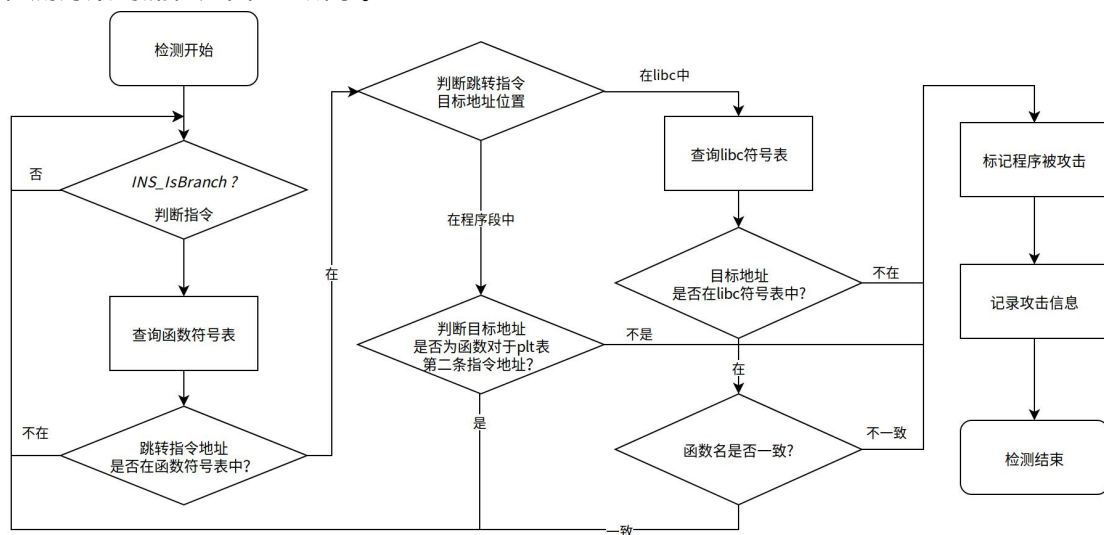 检测开始
否
INS_IsBranch？
判断指令
查询函数符号表
不在
跳转指令地址
是否在函数符号表中?
在
判断跳转指令
目标地址位置
在libc中
在程序段中
查询libc符号表
目标地址
是否在libc符号表中?
不在
判断目标地址
是否为函数对于plt表
第二条指令地址?
不是
是
在
函数名是否一致?
不一致
一致
标记程序被攻击
记录攻击信息
检测结束